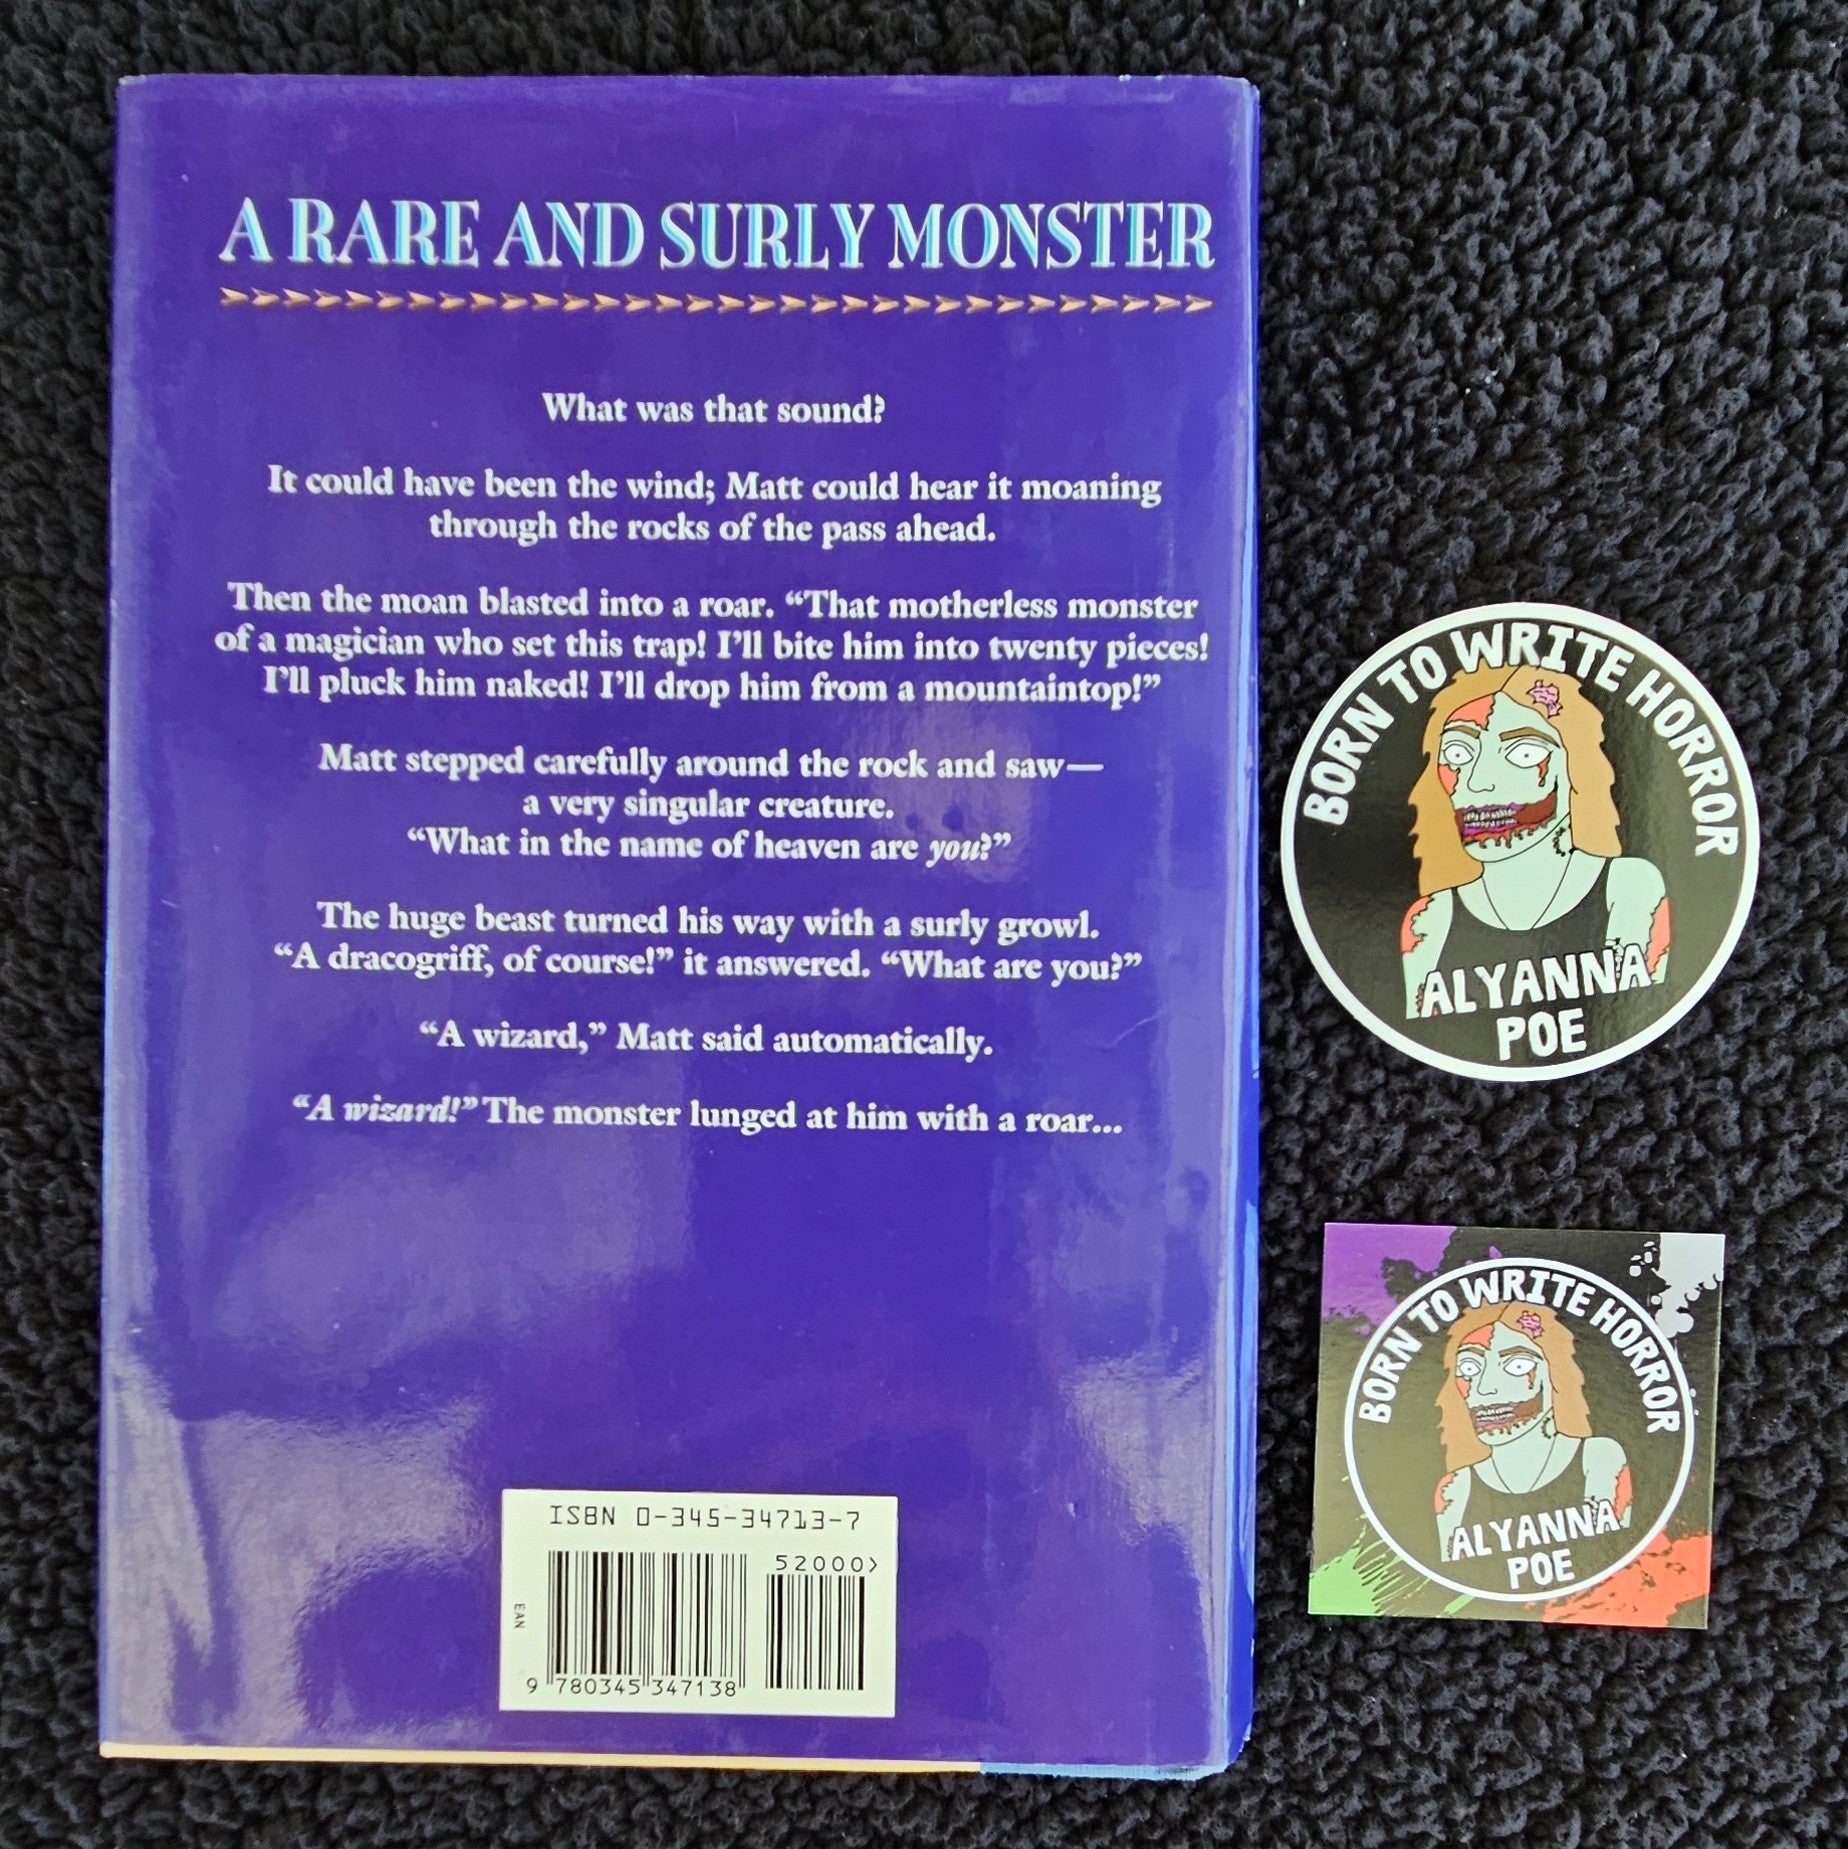 A RARE AND SURLY MONSTER
What was that sound?
It could have been the wind; Matt could hear it moaning
through the rocks of the pass ahead.
Then the moan blasted into a roar. “That motherless monster
of a magician who set this trap! I’ll bite him into twenty pieces!
I’ll pluck him naked! I’ll drop him from a mountaintop!”
Matt stepped carefully around the rock and saw—
a very singular creature.
“What in the name of heaven are you?”
The huge beast turned his way with a surly growl.
“A dracogriff, of course!” it answered. “What are you?”
“A wizard,” Matt said automatically.
“A wizard!” The monster lunged at him with a roar...
ISBN 0-345-34713-7
52000>
EAN
9 780345 347138
BORN TO WRITE HORROR
ALYANNA
POE
BORN TO WRITE HORROR
ALYANNA
POE